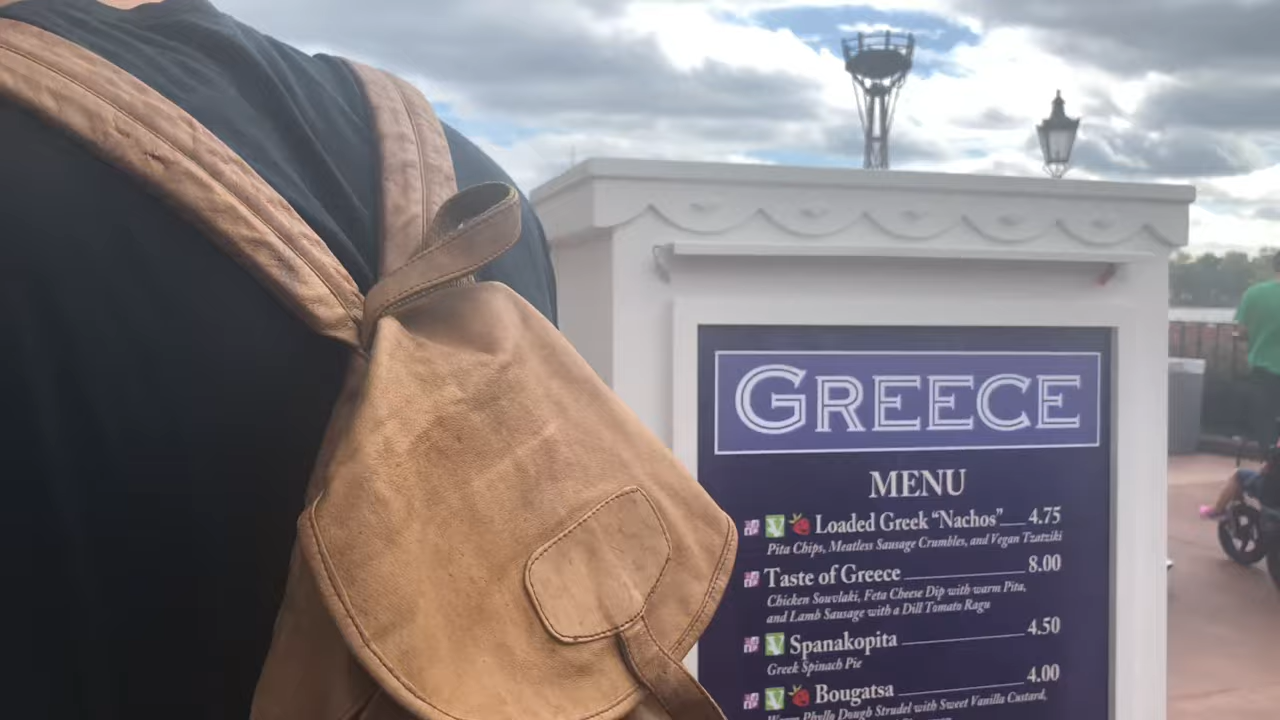 GREECE
MENU
V Loaded Greek “Nachos” 4.75
Pita Chips, Meatless Sausage Crumbles, and Vegan Tzatziki
Taste of Greece 8.00
Chicken Souvlaki, Feta Cheese Dip with warm Pita,
and Lamb Sausage with a Dill Tomato Ragu
V Spanakopita 4.50
Greek Spinach Pie
V Bougatsa 4.00
Warm Phyllo Dough Strudel with Sweet Vanilla Custard,